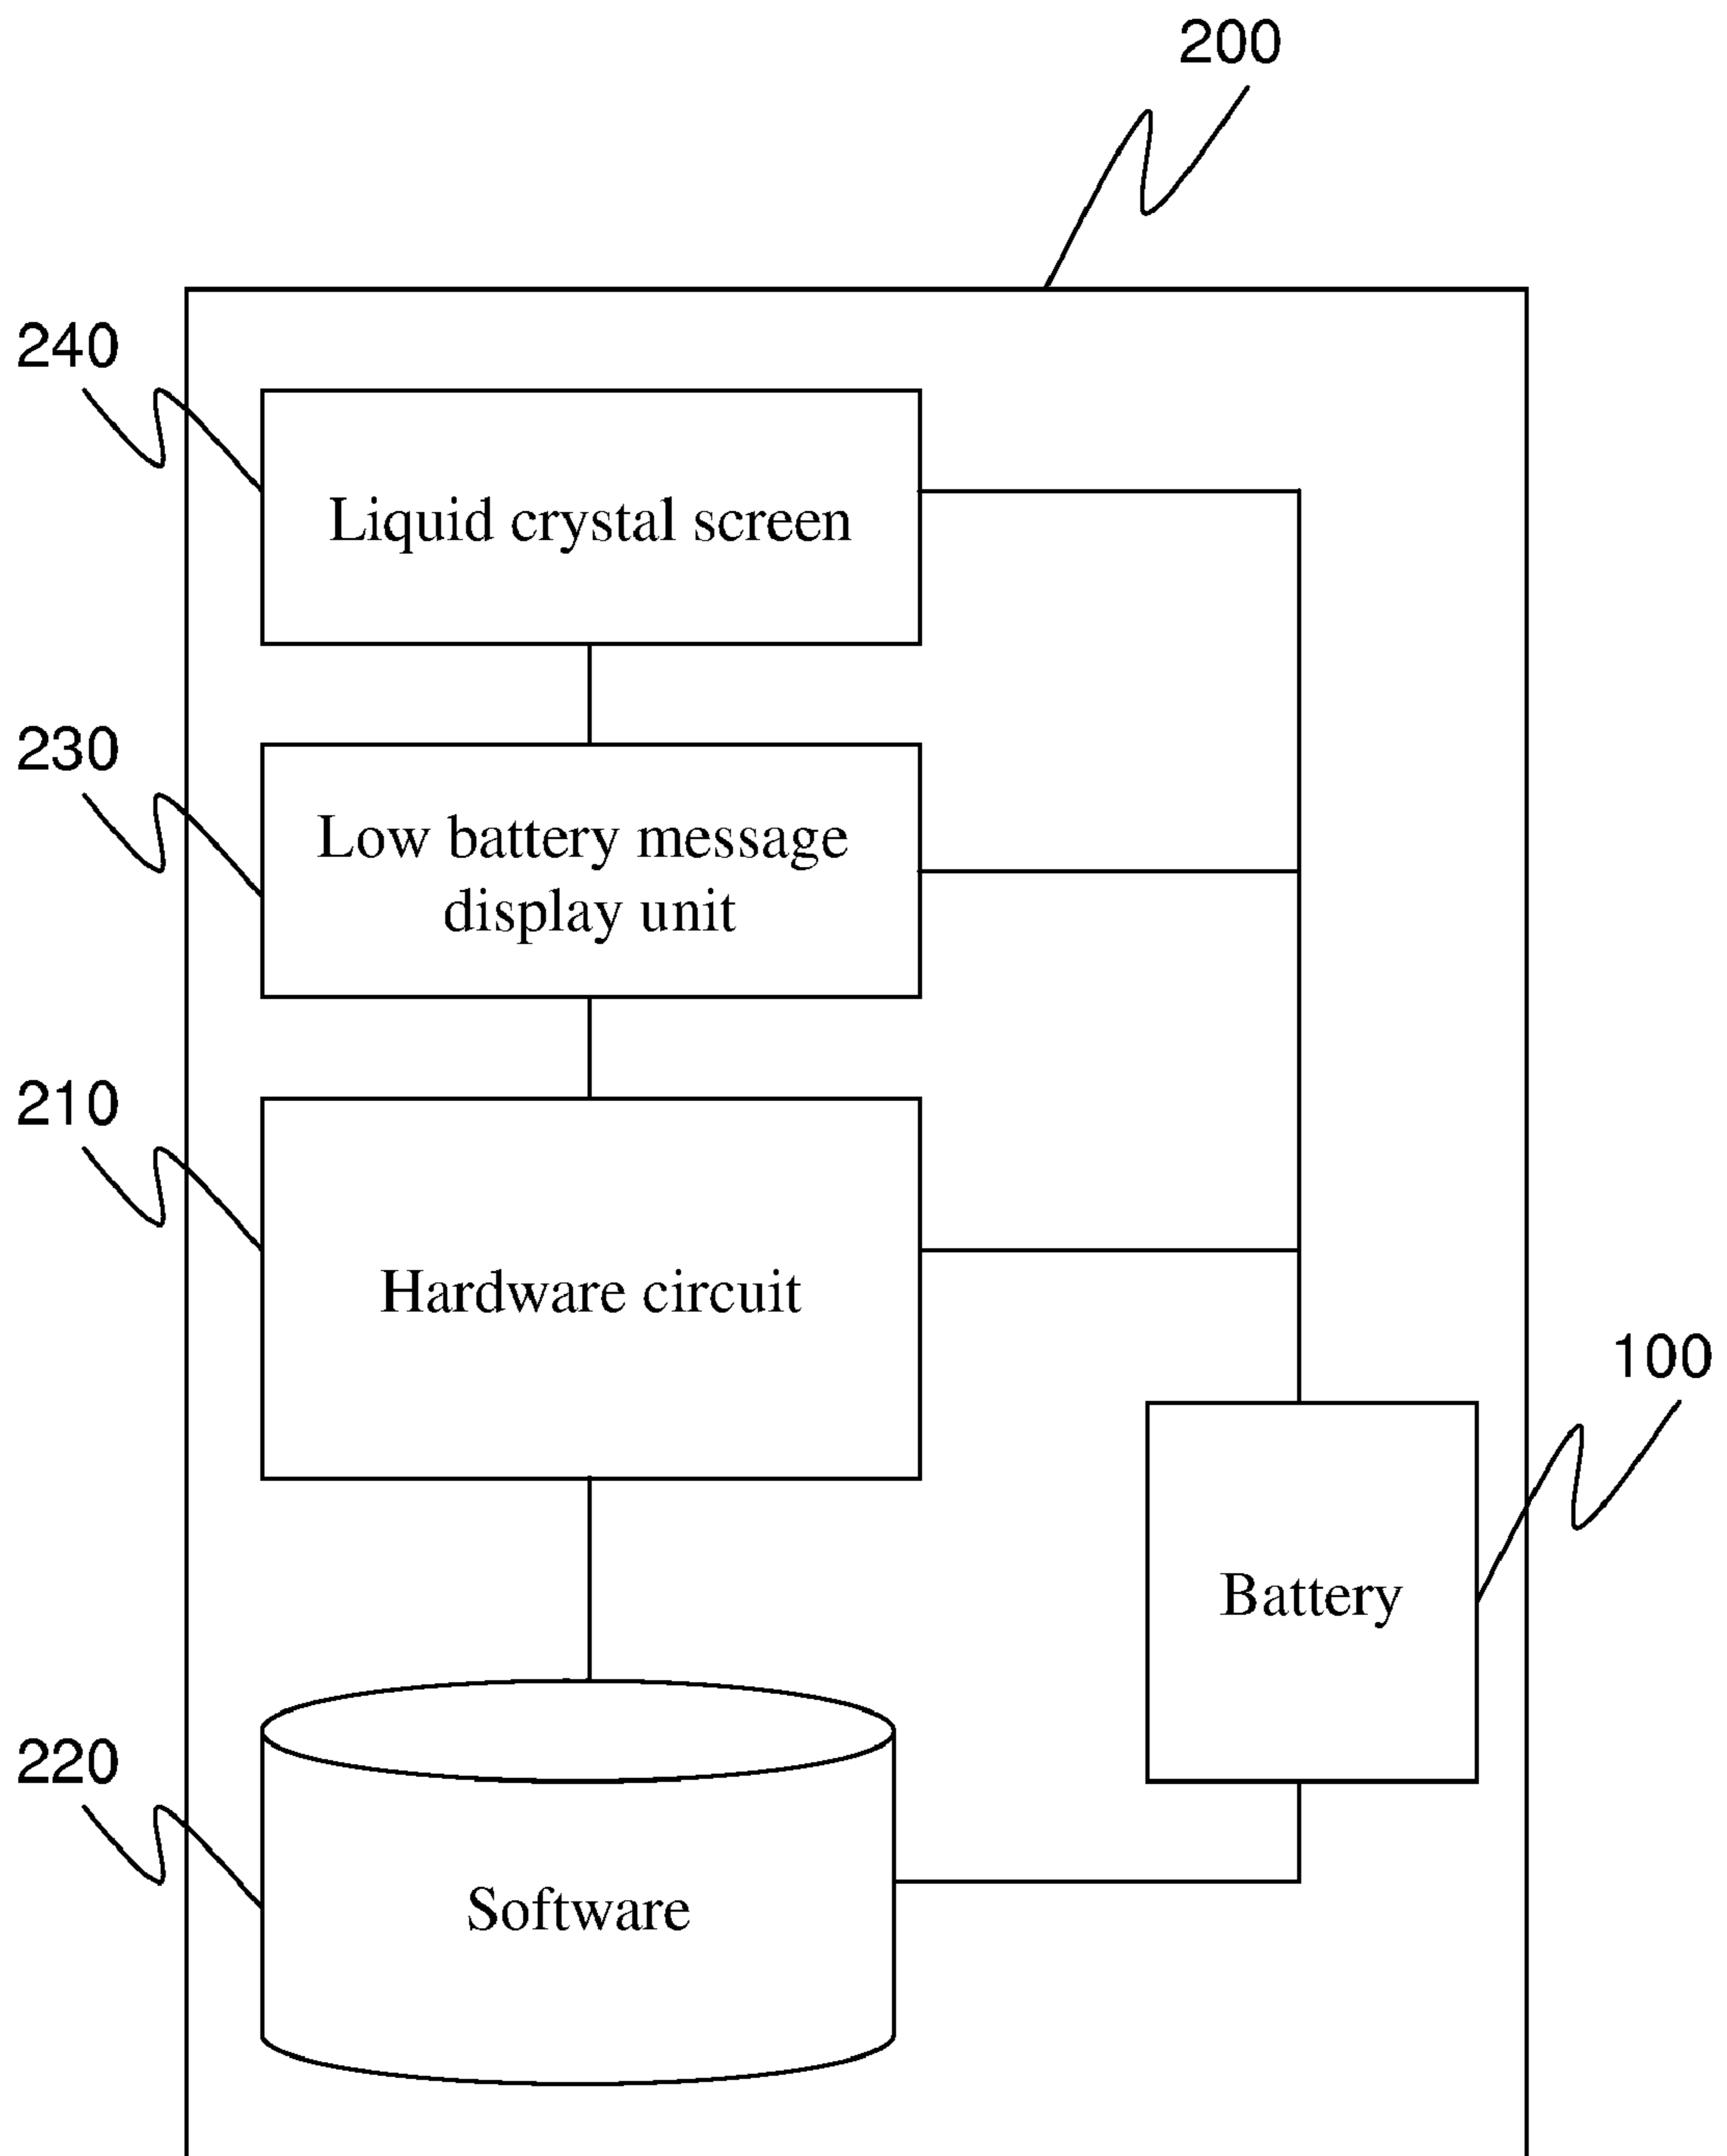 200
240
Liquid crystal screen
230
Low battery message
display unit
210
Hardware circuit
100
Battery
220
Software